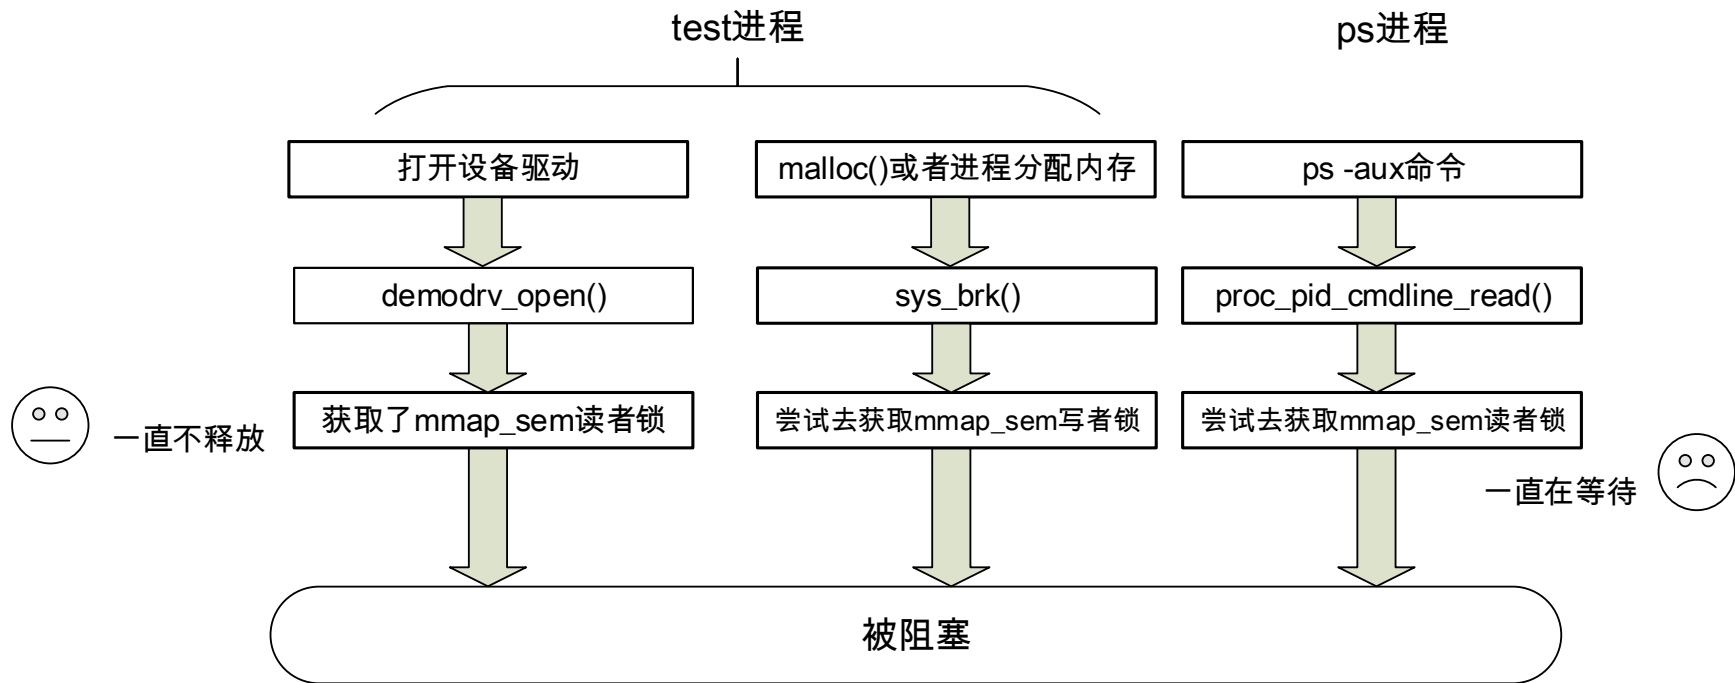 test进程
ps进程
打开设备驱动
malloc()或者进程分配内存
ps -aux命令
demodrv_open()
sys_brk()
proc_pid_cmdline_read()
获取了mmap_sem读者锁
尝试去获取mmap_sem写者锁
尝试去获取mmap_sem读者锁
一直不释放
一直在等待
被阻塞